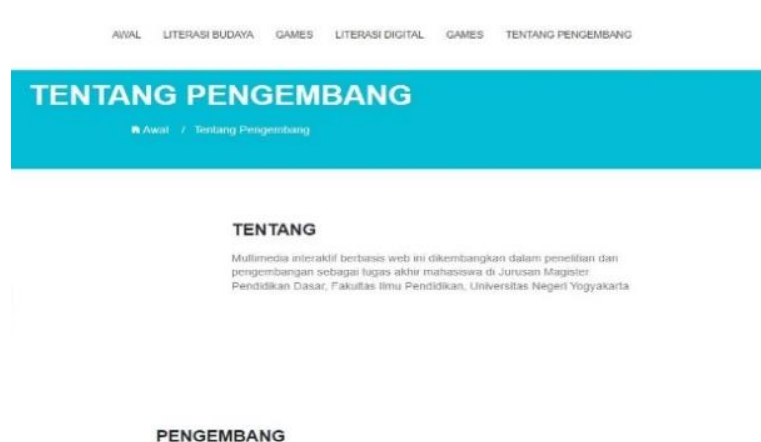 AWAL LITERASI BUDAYA GAMES LITERASI DIGITAL GAMES TENTANG PENGEMBANG
TENTANG PENGEMBANG
Awal / Tentang Pengembang
TENTANG
Multimedia interaktif berbasis web ini dikembangkan dalam penelitian dan
pengembangan sebagai tugas akhir mahasiswa di Jurusan Magister
Pendidikan Dasar, Fakultas Ilmu Pendidikan, Universitas Negeri Yogyakarta
PENGEMBANG